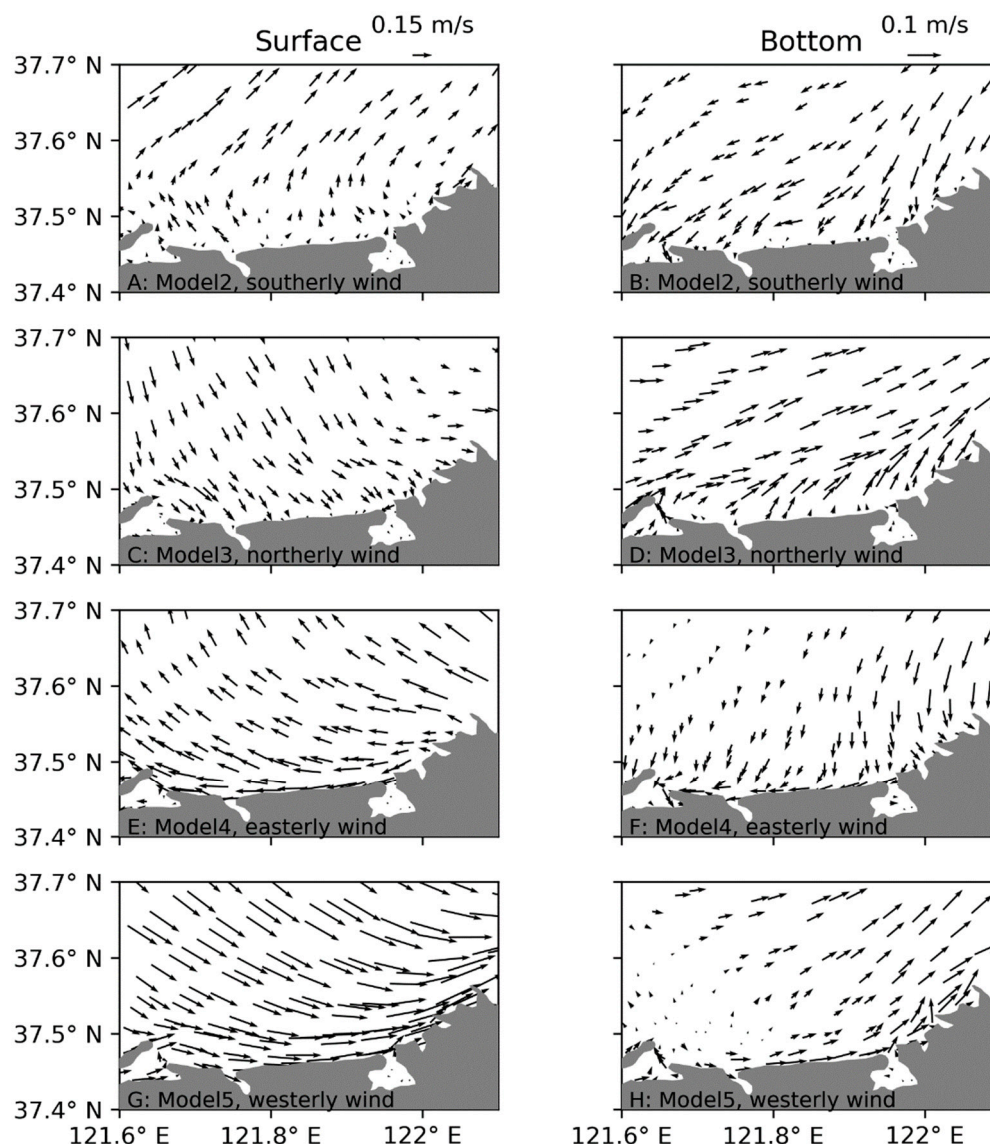 0.15 m/s
0.1 m/s
Surface
Bottom
37.7° N
37.6° N
37.5° N
37.4° N
A: Model2, southerly wind
B: Model2, southerly wind
37.7° N
37.6° N
37.5° N
37.4° N
C: Model3, northerly wind
D: Model3, northerly wind
37.7° N
37.6° N
37.5° N
37.4° N
E: Model4, easterly wind
F: Model4, easterly wind
37.7° N
37.6° N
37.5° N
37.4° N
G: Model5, westerly wind
H: Model5, westerly wind
121.6° E
121.8° E
122° E
121.6° E
121.8° E
122° E